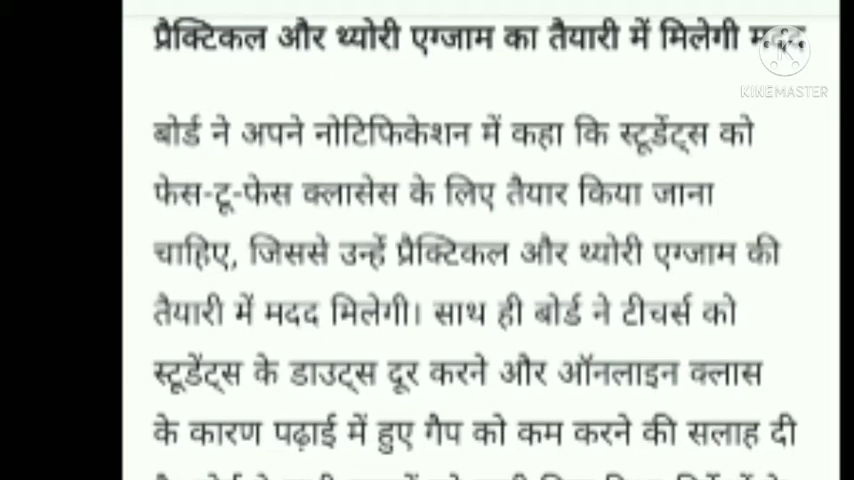 प्रैक्टिकल और थ्योरी एग्जाम का तैयारी में मिलेगी
KINEMASTER
बोर्ड ने अपने नोटिफिकेशन में कहा कि स्टूडेंट्स को
फेस-टू-फेस क्लासेस के लिए तैयार किया जाना
चाहिए, जिससे उन्हें प्रैक्टिकल और थ्योरी एग्जाम की
तैयारी में मदद मिलेगी। साथ ही बोर्ड ने टीचर्स को
स्टूडेंट्स के डाउट्स दूर करने और ऑनलाइन क्लास
के कारण पढ़ाई में हुए गैप को कम करने की सलाह दी